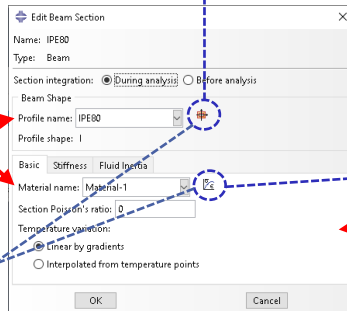 Edit Beam Section
Name: IPE80
Type: Beam
Section integration: During analysis Before analysis
Beam Shape
Profile name: IPE80
Profile shape: I
Basic Stiffness Fluid Inertia
Material name: Material-1
Section Poisson's ratio: 0
Temperature variation:
Linear by gradients
Interpolated from temperature points
OK Cancel